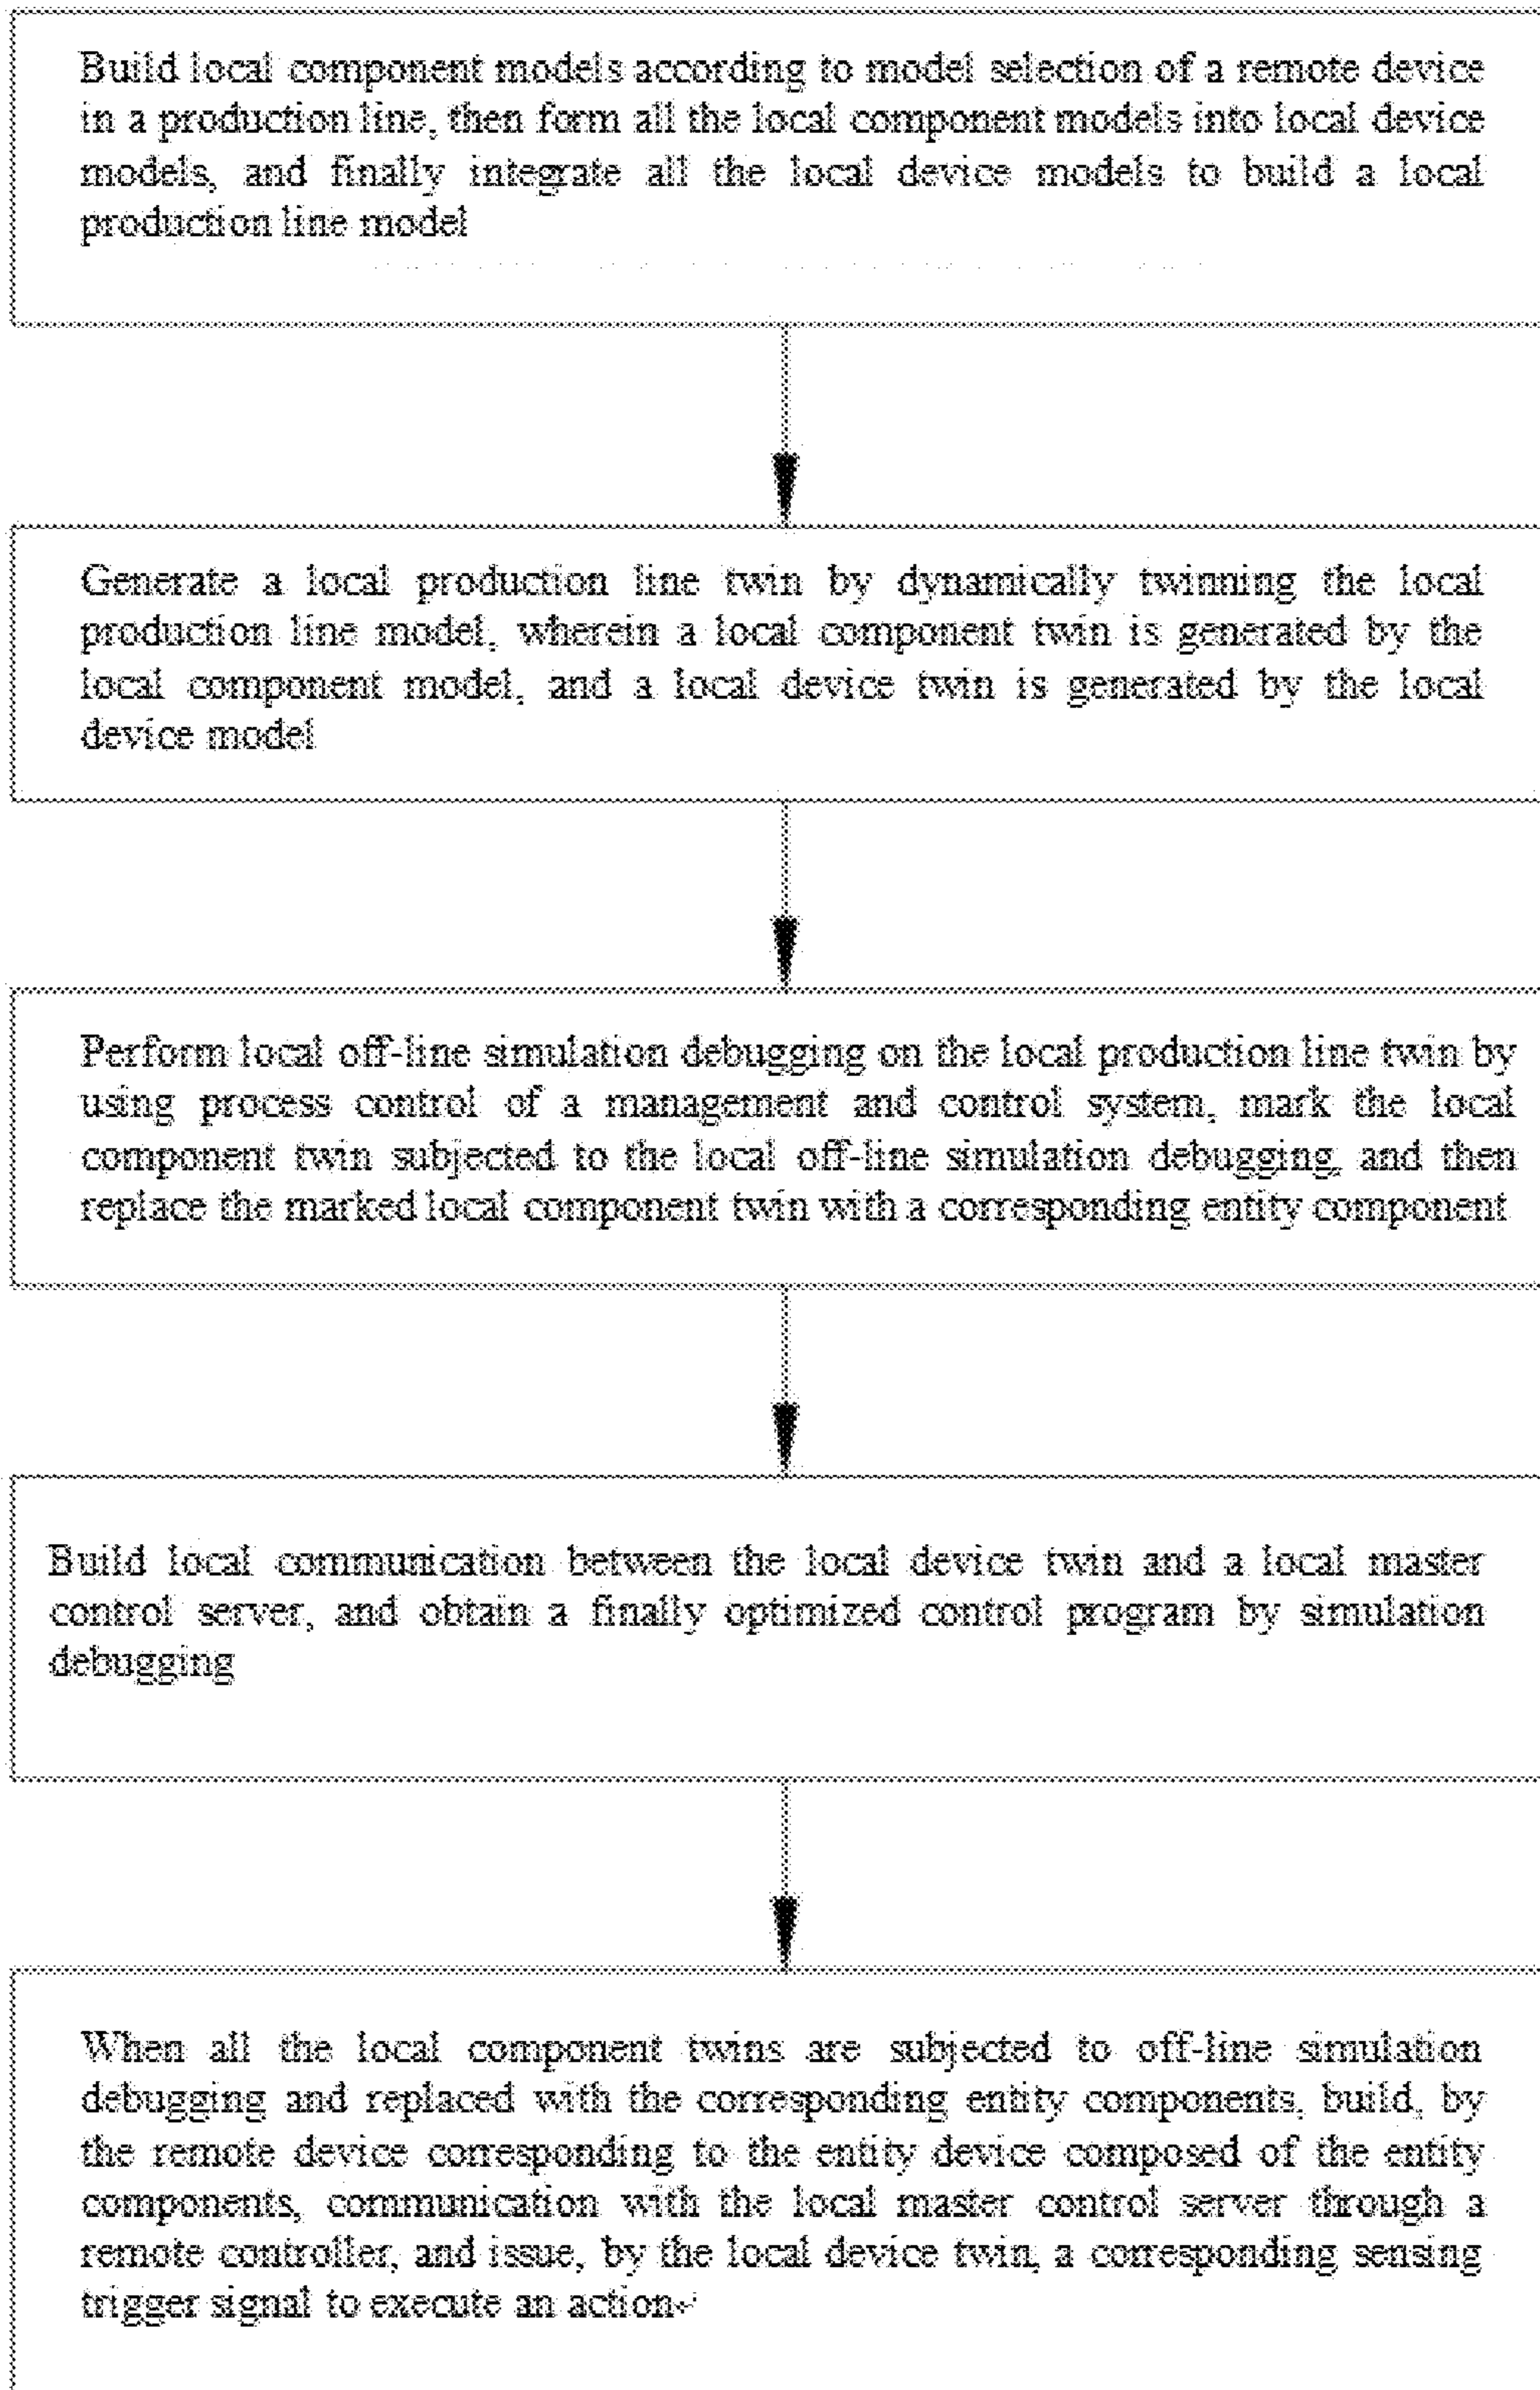 Build local component models according to model selection of a remote device
in a production line, then form all the local component models into local device
models, and finally integrate all the local device models to build a local
production line model
Generate a local production line twin by dynamically twinning the local
production line model, wherein a local component twin is generated by the
local component model, and a local device twin is generated by the local
device model
Perform local off-line simulation debugging on the local production line twin by
using process control of a management and control system, mark the local
component twin subjected to the local off-line simulation debugging, and then
replace the marked local component twin with a corresponding entity component
Build local communication between the local device twin and a local master
control server, and obtain a finally optimized control program by simulation
debugging
When all the local component twins are subjected to off-line simulation
debugging and replaced with the corresponding entity components, build, by
the remote device corresponding to the entity device composed of the entity
components, communication with the local master control server through a
remote controller, and issue, by the local device twin, a corresponding sensing
trigger signal to execute an action↵